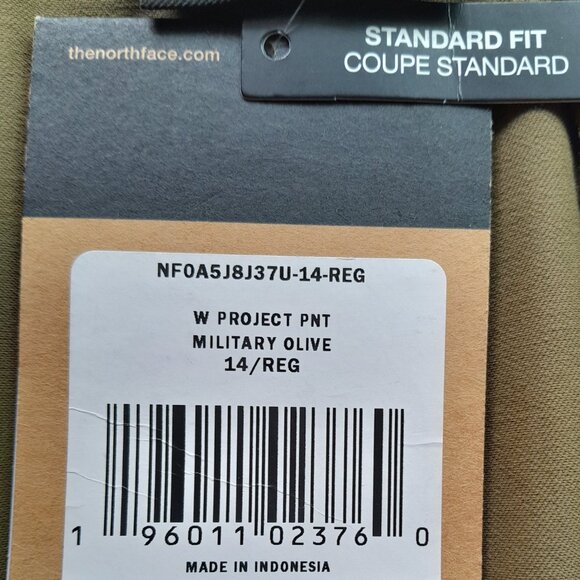 thenorthface.com
STANDARD FIT
COUPE STANDARD
NF0A5J8J37U-14-REG
W PROJECT PNT
MILITARY OLIVE
14/REG
1 96011 02376 0
MADE IN INDONESIA